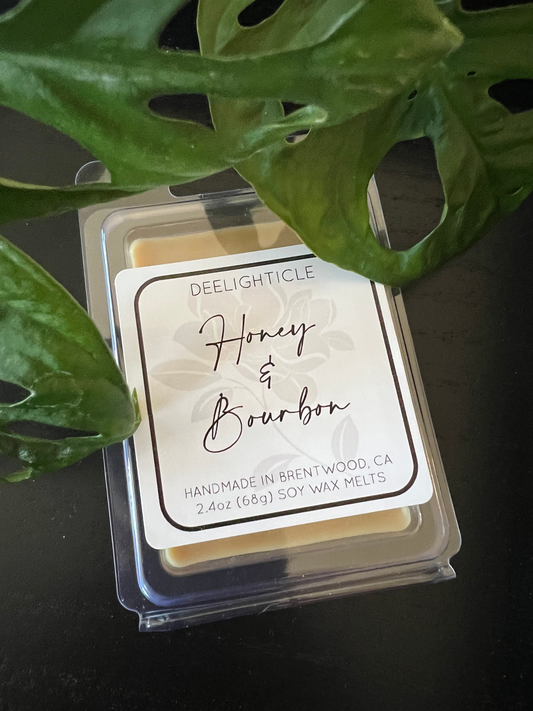 DEELIGHTICLE
Honey
&
Bourbon
HANDMADE IN BRENTWOOD, CA
2.4oz (68g) SOY WAX MELTS